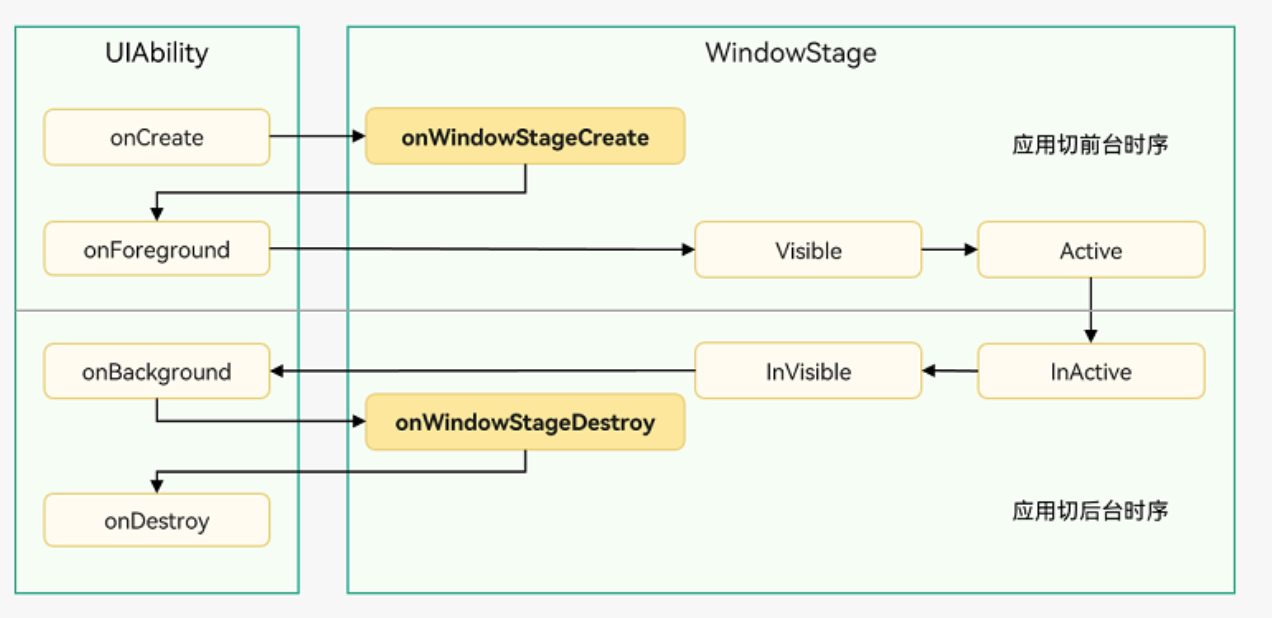 UIAbility
WindowStage
onCreate
onWindowStageCreate
应用切前台时序
onForeground
Visible
Active
onBackground
InVisible
InActive
onWindowStageDestroy
onDestroy
应用切后台时序